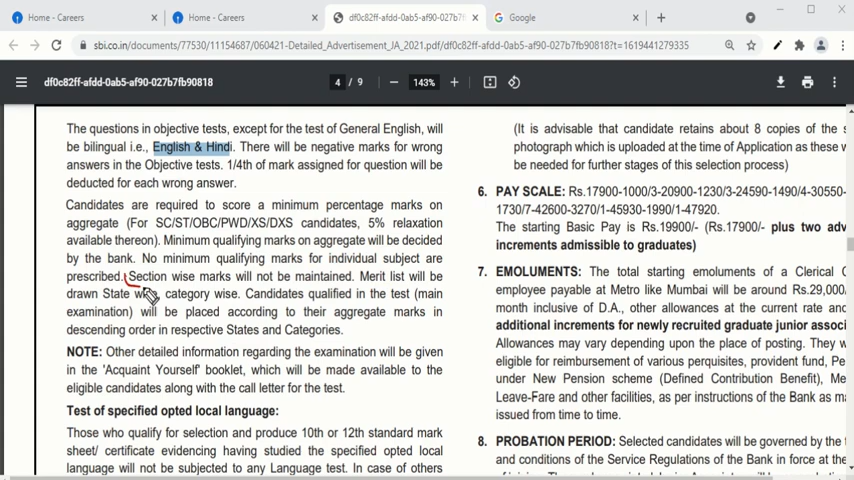 Home - Careers
Home - Careers
df0c82ff-afdd-0ab5-af90-027b7fb
Google
sbi.co.in/documents/77530/11154687/060421-Detailed_Advertisement_JA_2021.pdf/df0c82ff-afdd-0ab5-af90-027b7fb90818?t=1619441279335
df0c82ff-afdd-0ab5-af90-027b7fb90818
4 / 9
143%
The questions in objective tests, except for the test of General English, will
be bilingual i.e., English & Hindi. There will be negative marks for wrong
answers in the Objective tests. 1/4th of mark assigned for question will be
deducted for each wrong answer.
Candidates are required to score a minimum percentage marks on
aggregate (For SC/ST/OBC/PWD/XS/DXS candidates, 5% relaxation
available thereon). Minimum qualifying marks on aggregate will be decided
by the bank. No minimum qualifying marks for individual subject are
prescribed. Section wise marks will not be maintained. Merit list will be
drawn State wise, category wise. Candidates qualified in the test (main
examination) will be placed according to their aggregate marks in
descending order in respective States and Categories.
NOTE: Other detailed information regarding the examination will be given
in the 'Acquaint Yourself' booklet, which will be made available to the
eligible candidates along with the call letter for the test.
Test of specified opted local language:
Those who qualify for selection and produce 10th or 12th standard mark
sheet/ certificate evidencing having studied the specified opted local
language will not be subjected to any Language test. In case of others
(It is advisable that candidate retains about 8 copies of the s
photograph which is uploaded at the time of Application as these w
be needed for further stages of this selection process)
6. PAY SCALE: Rs.17900-1000/3-20900-1230/3-24590-1490/4-30550-
1730/7-42600-3270/1-45930-1990/1-47920.
The starting Basic Pay is Rs.19900/- (Rs.17900/- plus two adv
increments admissible to graduates)
7. EMOLUMENTS: The total starting emoluments of a Clerical C
employee payable at Metro like Mumbai will be around Rs.29,000/
month inclusive of D.A., other allowances at the current rate and
additional increments for newly recruited graduate junior associ
Allowances may vary depending upon the place of posting. They w
eligible for reimbursement of various perquisites, provident fund, Pe
under New Pension scheme (Defined Contribution Benefit), Me
Leave-Fare and other facilities, as per instructions of the Bank as ma
issued from time to time.
8. PROBATION PERIOD: Selected candidates will be governed by the t
and conditions of the Service Regulations of the Bank in force at the